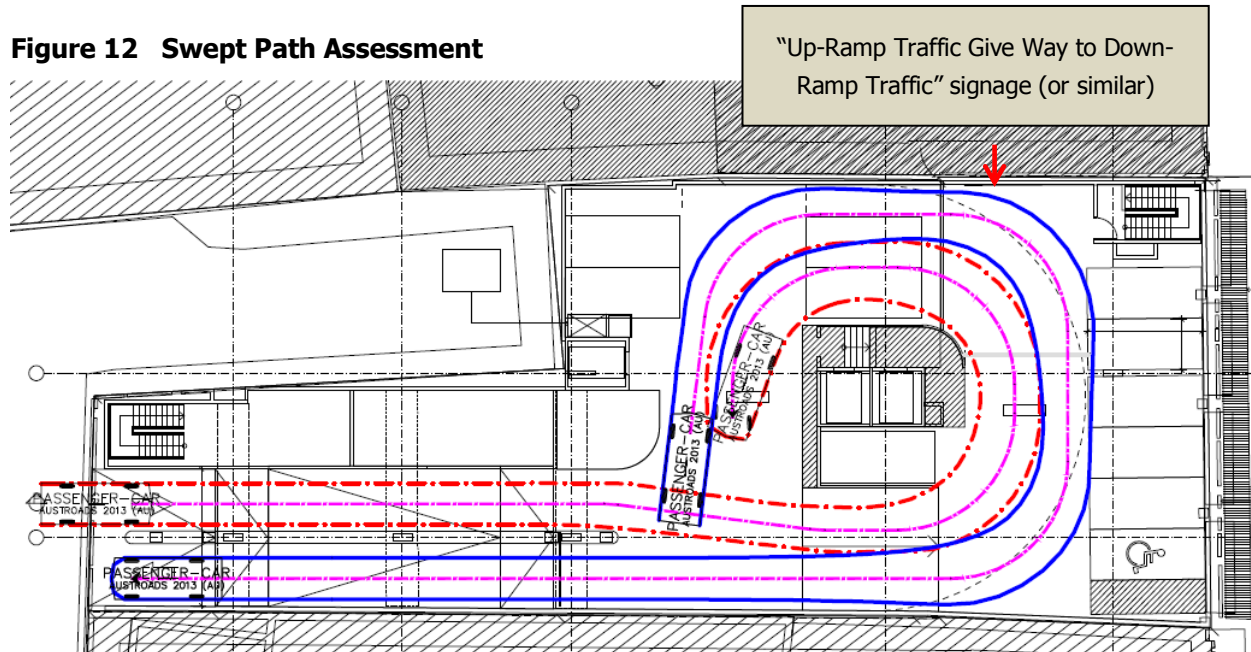 Figure 12 Swept Path Assessment
“Up-Ramp Traffic Give Way to Down-
Ramp Traffic” signage (or similar)
PASSENGER-CAR
AUSTROADS 2013 (AU)
PASSENGER-CAR
AUSTROADS 2013 (AU)
PASSENGER-CAR
AUSTROADS 2013 (AU)
PASSENGER-CAR
AUSTROADS 2013 (AU)